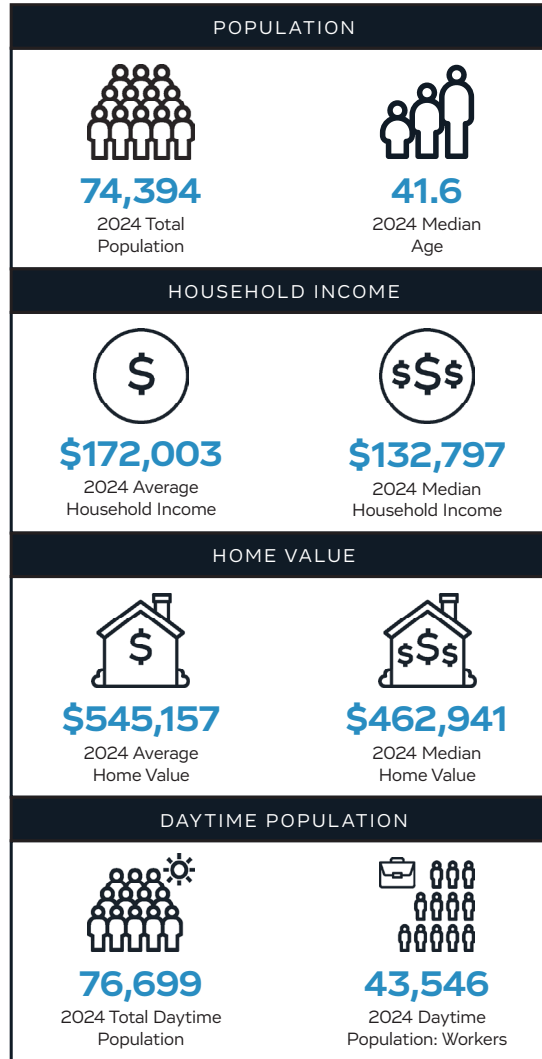 POPULATION
74,394
2024 Total
Population
41.6
2024 Median
Age
HOUSEHOLD INCOME
$
$172,003
2024 Average
Household Income
$$$
$132,797
2024 Median
Household Income
HOME VALUE
$
$545,157
2024 Average
Home Value
$$$
$462,941
2024 Median
Home Value
DAYTIME POPULATION
76,699
2024 Total Daytime
Population
43,546
2024 Daytime
Population: Workers